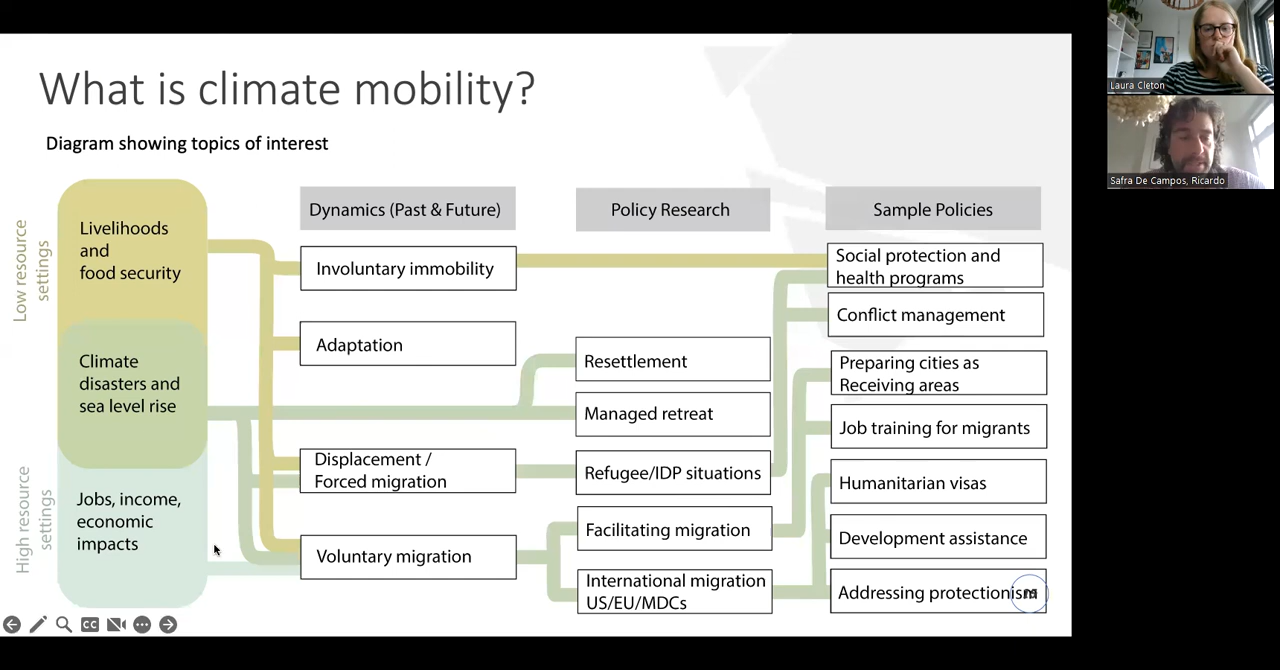 What is climate mobility?
Diagram showing topics of interest
Low resource
settings
High resource
settings
Livelihoods
and
food security
Climate
disasters and
sea level rise
Jobs, income,
economic
impacts
Dynamics (Past & Future)
Involuntary immobility
Adaptation
Displacement /
Forced migration
Voluntary migration
Policy Research
Resettlement
Managed retreat
Refugee/IDP situations
Facilitating migration
International migration
US/EU/MDCs
Sample Policies
Social protection and
health programs
Conflict management
Preparing cities as
Receiving areas
Job training for migrants
Humanitarian visas
Development assistance
Addressing protectionism
CC
Laura Cleton
Safra De Campos, Ricardo